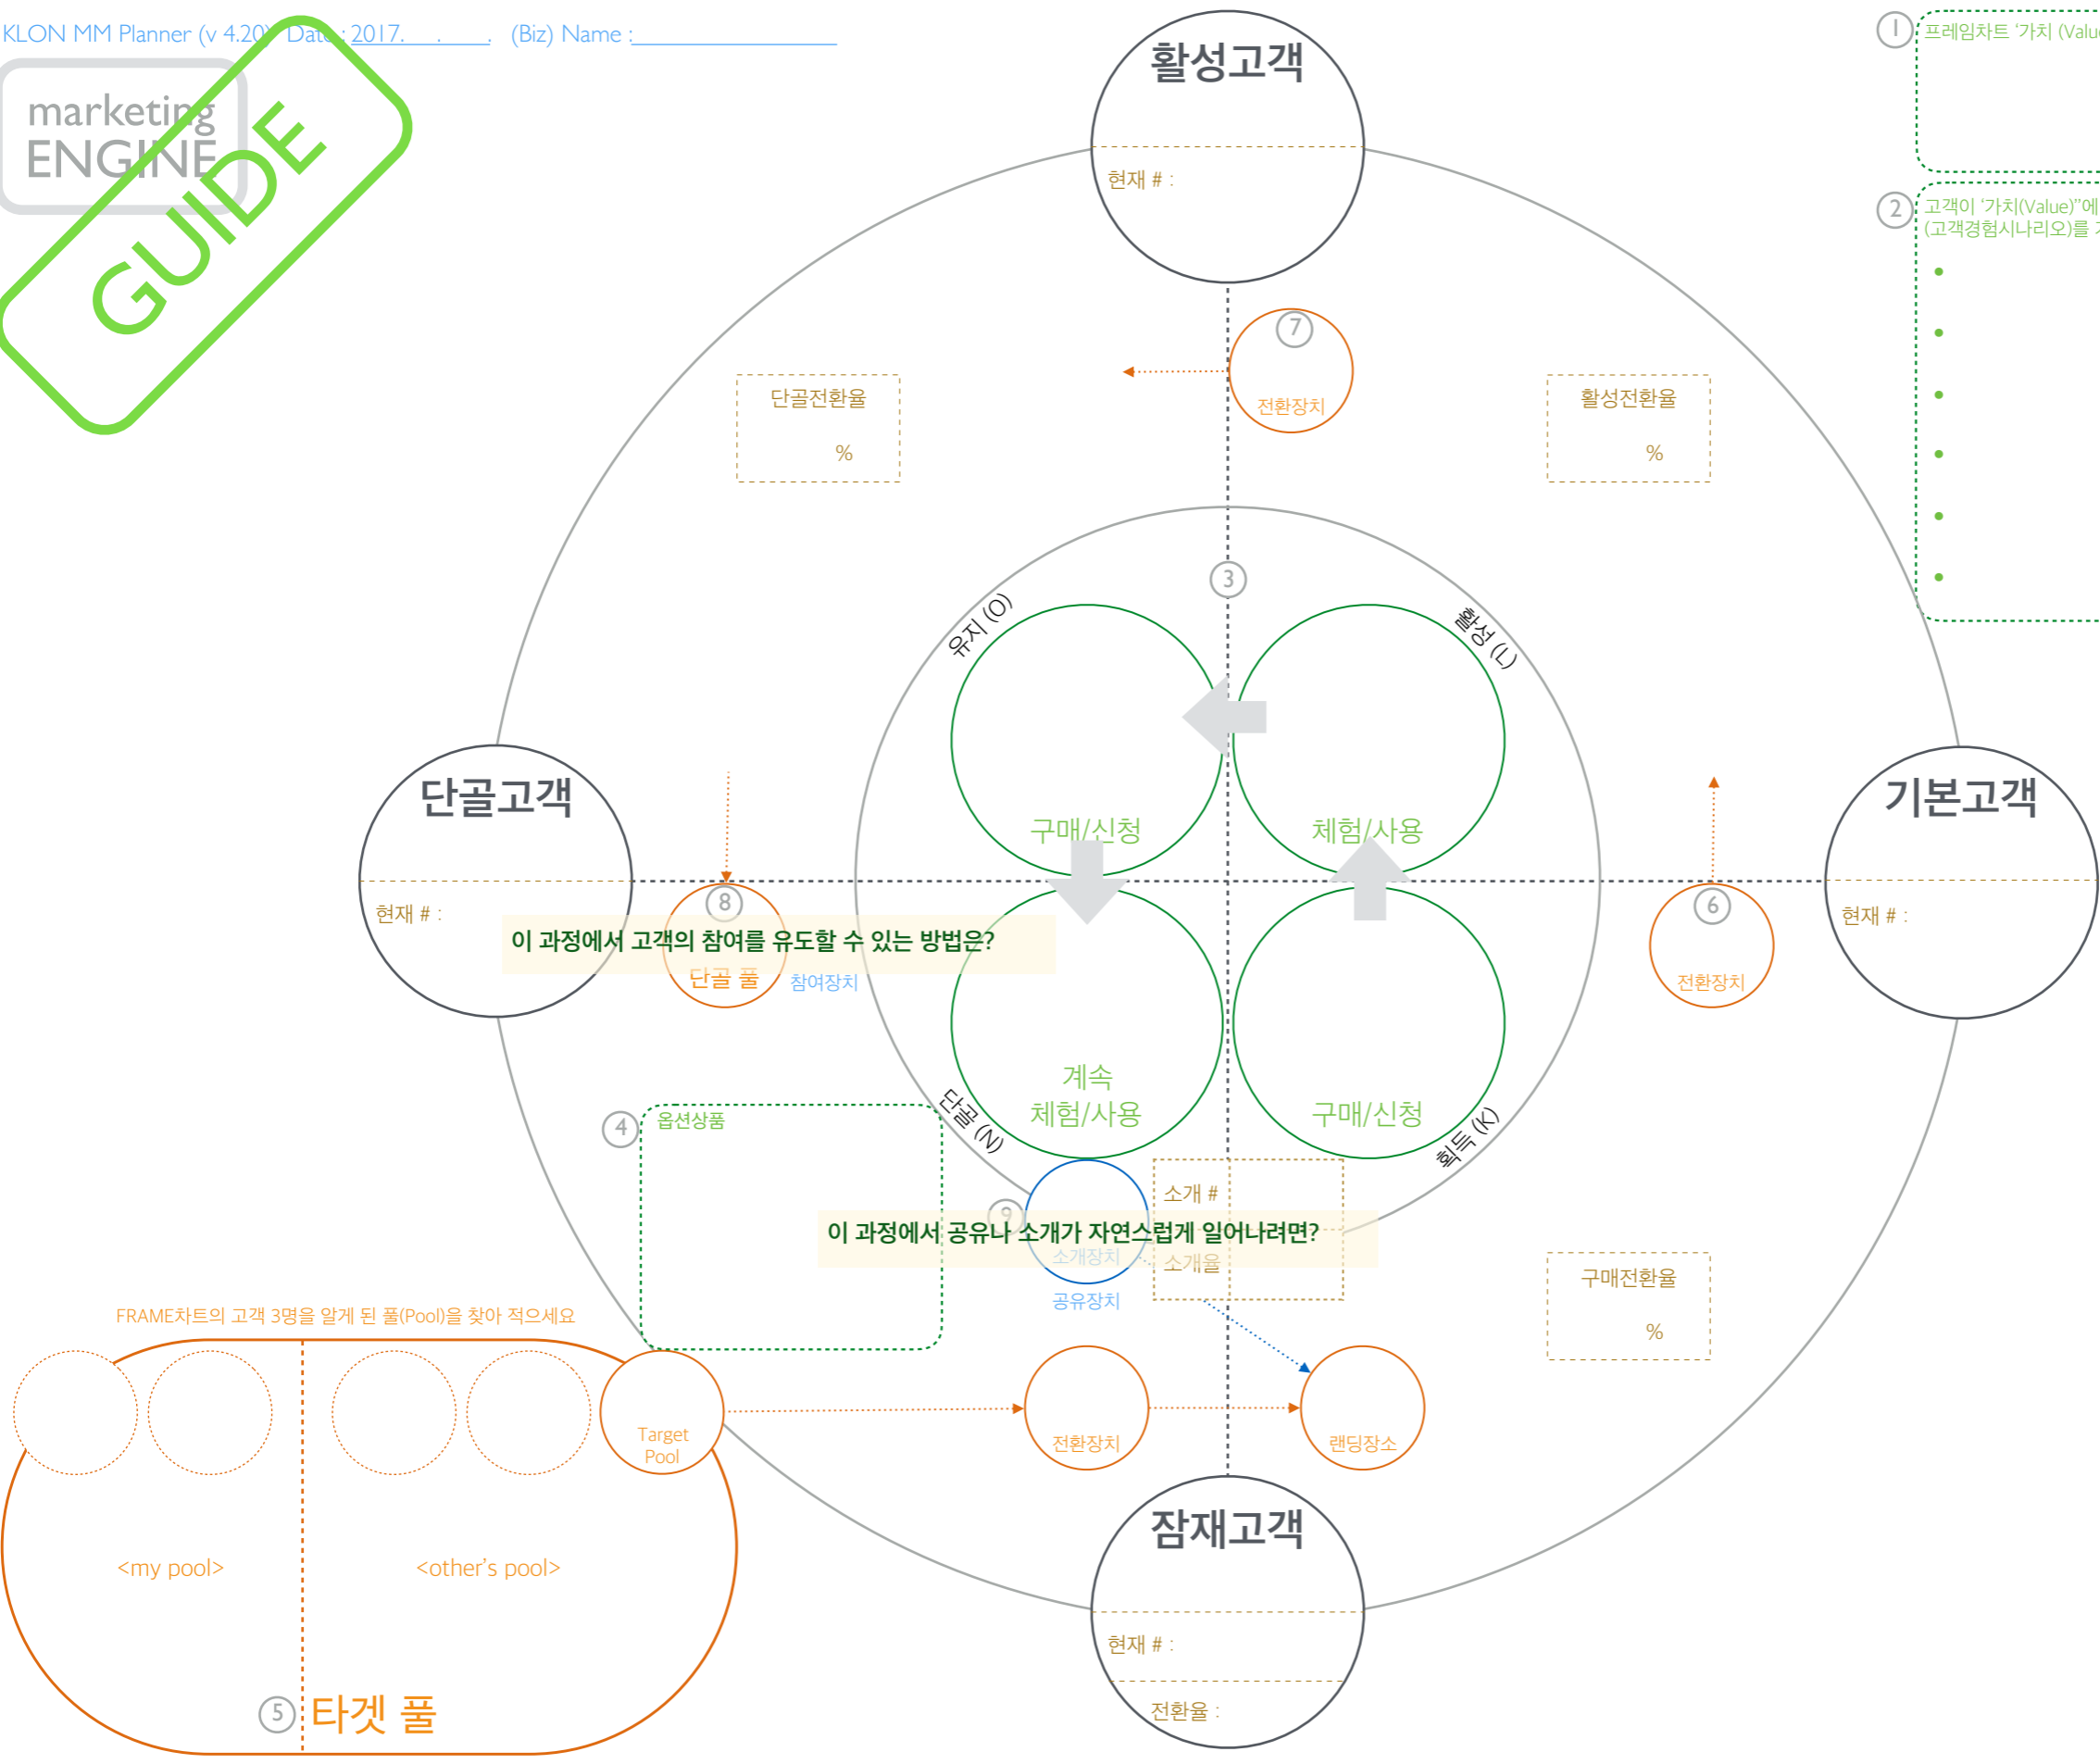 KLON MM Planner (v 4.20) Date : 2017. . . (Biz) Name :
marketing
ENGINE
GUIDE
활성고객
현재 # :
1
프레임차트 ‘가치 (Value
2
고객이 ‘가치(Value)”에
(고객경험시나리오)를
7
전환장치
단골전환율
%
활성전환율
%
3
유지 (O)
활성 (L)
구매/신청
체험/사용
단골고객
현재 # :
기본고객
현재 # :
8
이 과정에서 고객의 참여를 유도할 수 있는 방법은?
단골 풀
참여장치
6
전환장치
계속
체험/사용
구매/신청
단골 (N)
획득 (K)
4
옵션상품
소개 #
9
이 과정에서 공유나 소개가 자연스럽게 일어나려면?
소개장치
소개율
공유장치
구매전환율
%
FRAME차트의 고객 3명을 알게 된 풀(Pool)을 찾아 적으세요
Target
Pool
전환장치
랜딩장소
<my pool>
<other’s pool>
5
타겟 풀
잠재고객
현재 # :
전환율 :